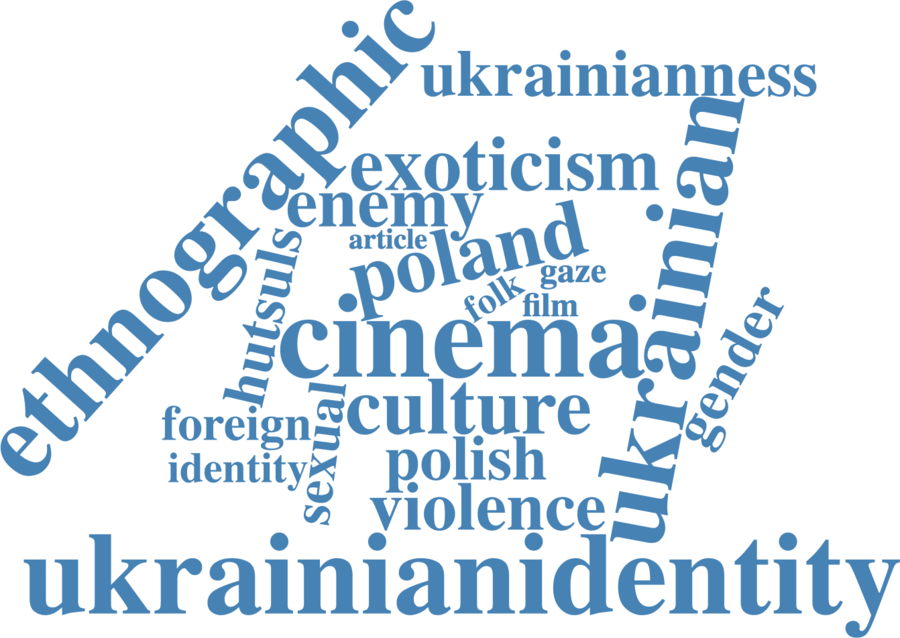 ethnographic
ukrainianness
exoticism
enemy
article
poland
gaze
folk
film
hutsuls
cinema
ukrainian
gender
foreign
sexual
culture
identity
polish
violence
ukrainianidentity